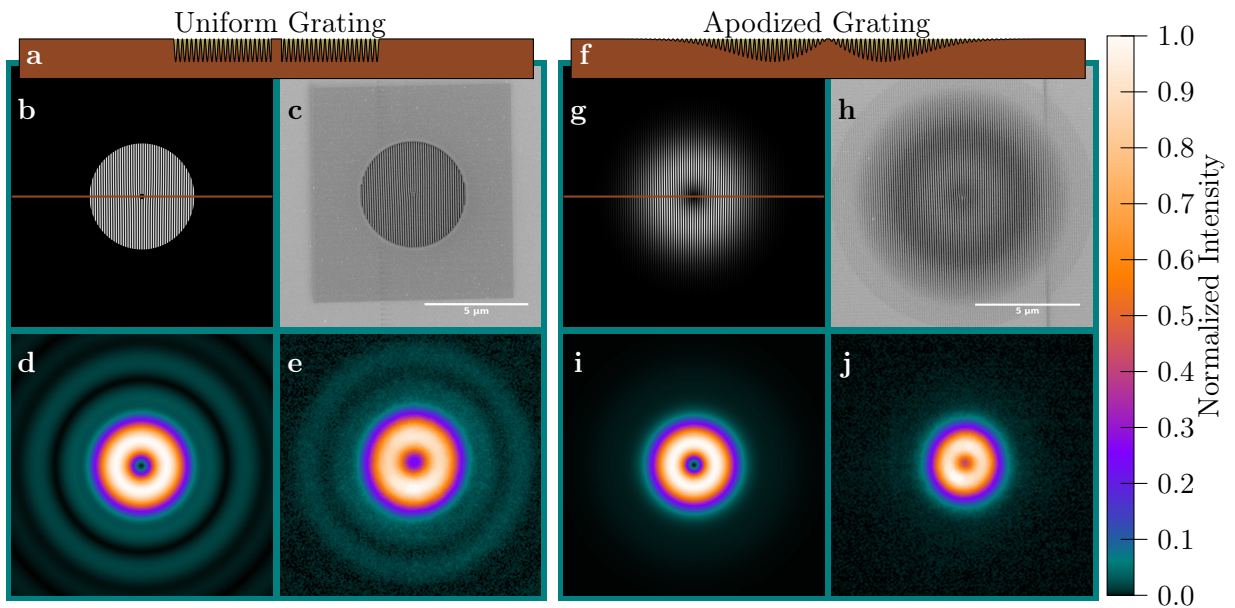 Uniform Grating
Apodized Grating
a
f
b
c
g
h
5 µm
5 µm
d
e
i
j
1.0
0.9
0.8
0.7
0.6
0.5
0.4
0.3
0.2
0.1
0.0
Normalized Intensity